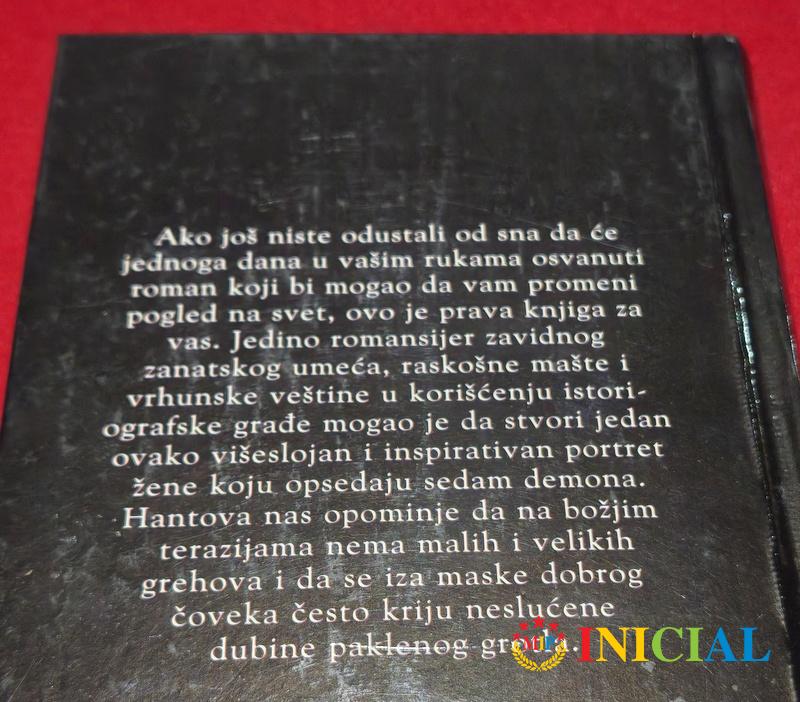 Ako još niste odustali od sna da će
jednoga dana u vašim rukama osvanuti
roman koji bi mogao da vam promeni
pogled na svet, ovo je prava knjiga za
vas. Jedino romansijer zavidnog
zanatskog umeća, raskošne mašte i
vrhunske veštine u korišćenju istori-
ografske građe mogao je da stvori jedan
ovako višeslojan i inspirativan portret
žene koju opsedaju sedam demona.
Hantova nas opominje da na božjim
terazijama nema malih i velikih
grehova i da se iza maske dobrog
čoveka često kriju neslućene
dubine paklenog grotla.
INICIAL